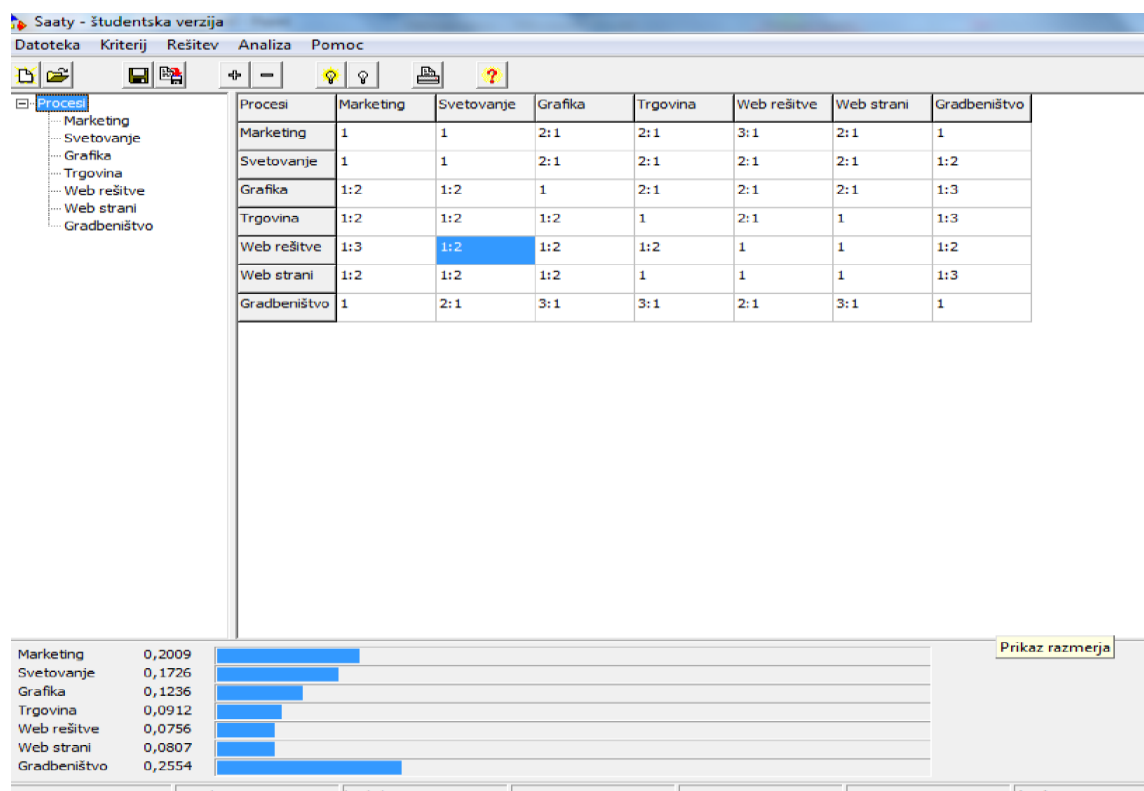 Saaty - študentska verzija
Datoteka Kriterij Rešitev Analiza Pomoc
Procesi
Marketing
Svetovanje
Grafika
Trgovina
Web rešitve
Web strani
Gradbeništvo
Procesi Marketing Svetovanje Grafika Trgovina Web rešitve Web strani Gradbeništvo
Marketing 1 1 2:1 2:1 3:1 2:1 1
Svetovanje 1 1 2:1 2:1 2:1 2:1 1:2
Grafika 1:2 1:2 1 2:1 2:1 2:1 1:3
Trgovina 1:2 1:2 1:2 1 2:1 1 1:3
Web rešitve 1:3 1:2 1:2 1:2 1 1 1:2
Web strani 1:2 1:2 1:2 1 1 1 1:3
Gradbeništvo 1 2:1 3:1 3:1 2:1 3:1 1
Prikaz razmerja
Marketing 0,2009
Svetovanje 0,1726
Grafika 0,1236
Trgovina 0,0912
Web rešitve 0,0756
Web strani 0,0807
Gradbeništvo 0,2554